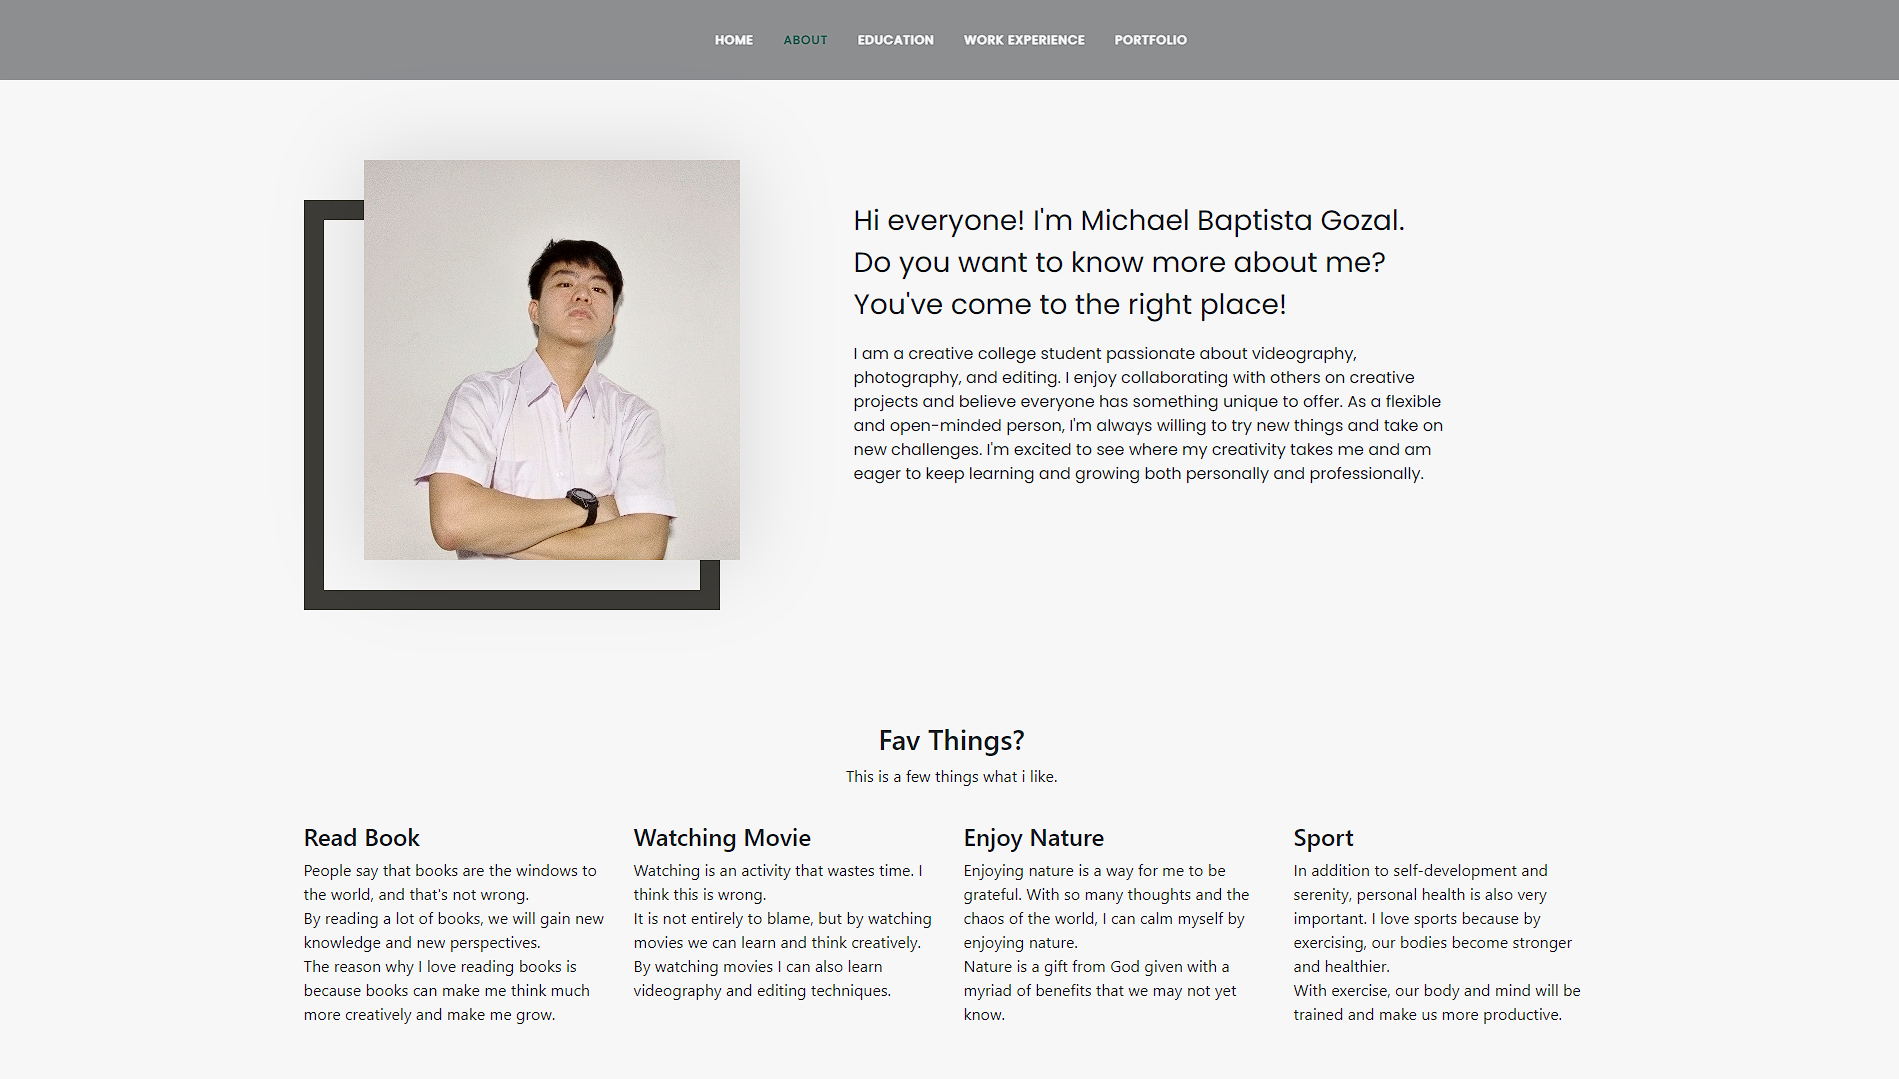 HOME ABOUT EDUCATION WORK EXPERIENCE PORTFOLIO
Hi everyone! I'm Michael Baptista Gozal.
Do you want to know more about me?
You've come to the right place!
I am a creative college student passionate about videography,
photography, and editing. I enjoy collaborating with others on creative
projects and believe everyone has something unique to offer. As a flexible
and open-minded person, I'm always willing to try new things and take on
new challenges. I'm excited to see where my creativity takes me and am
eager to keep learning and growing both personally and professionally.
Fav Things?
This is a few things what i like.
Read Book
People say that books are the windows to
the world, and that's not wrong.
By reading a lot of books, we will gain new
knowledge and new perspectives.
The reason why I love reading books is
because books can make me think much
more creatively and make me grow.
Watching Movie
Watching is an activity that wastes time. I
think this is wrong.
It is not entirely to blame, but by watching
movies we can learn and think creatively.
By watching movies I can also learn
videography and editing techniques.
Enjoy Nature
Enjoying nature is a way for me to be
grateful. With so many thoughts and the
chaos of the world, I can calm myself by
enjoying nature.
Nature is a gift from God given with a
myriad of benefits that we may not yet
know.
Sport
In addition to self-development and
serenity, personal health is also very
important. I love sports because by
exercising, our bodies become stronger
and healthier.
With exercise, our body and mind will be
trained and make us more productive.